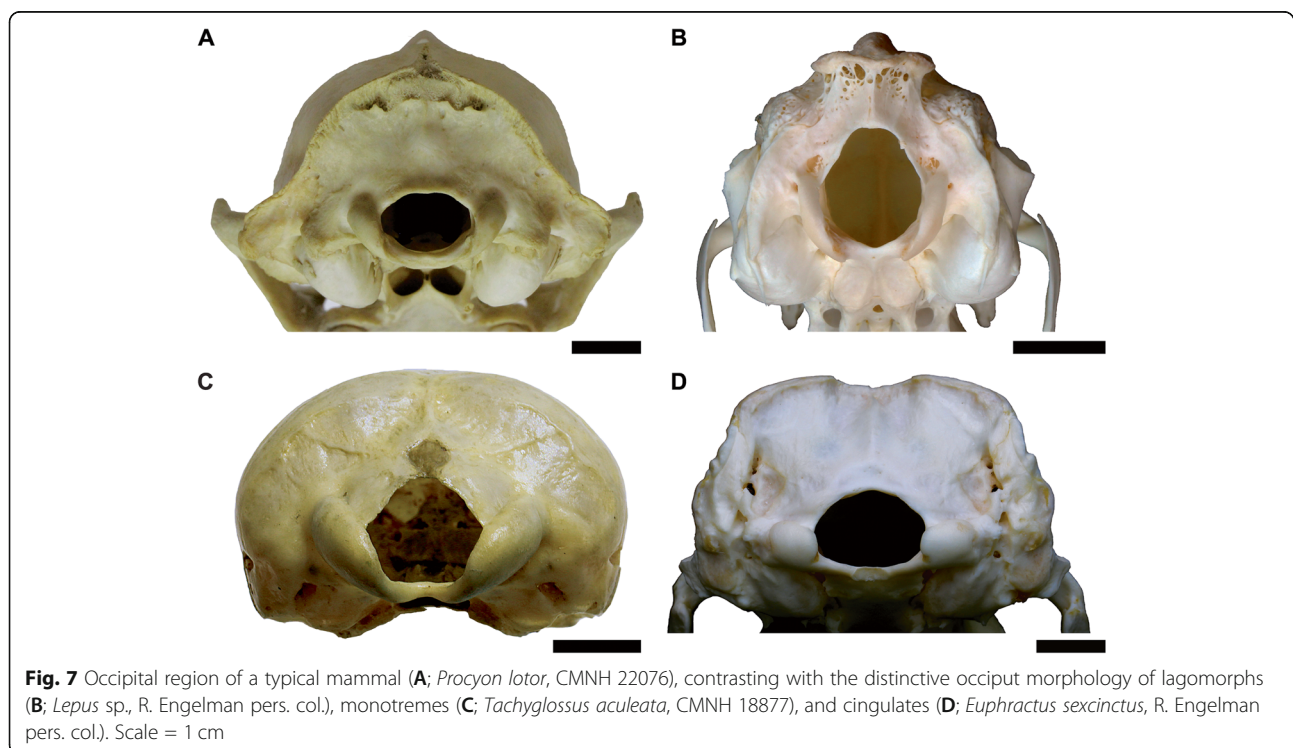 A
B
C
D
Fig. 7 Occipital region of a typical mammal (A; Procyon lotor, CMNH 22076), contrasting with the distinctive occiput morphology of lagomorphs
(B; Lepus sp., R. Engelman pers. col.), monotremes (C; Tachyglossus aculeata, CMNH 18877), and cingulates (D; Euphractus sexcinctus, R. Engelman
pers. col.). Scale = 1 cm